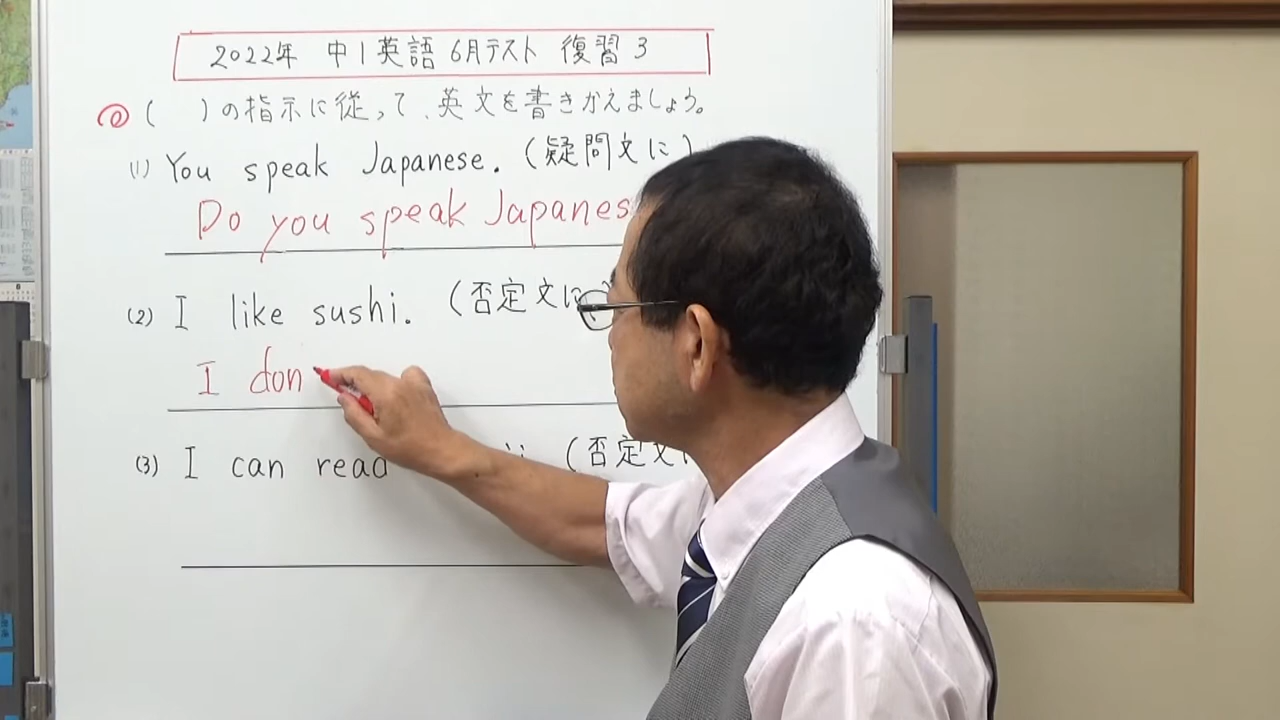 2022年 中1英語 6月テスト 復習 3
( )の指示に従って、英文を書きかえましょう。
(1) You speak Japanese. (疑問文に)
Do you speak Japanes
(2) I like sushi. (否定文に
I don
(3) I can read (否定文に